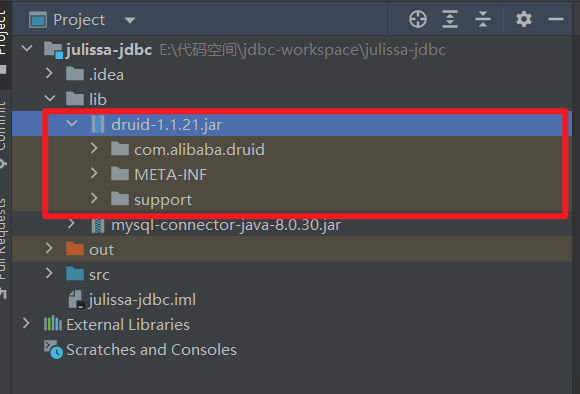 Project
julissa-jdbc E:\代码空间\jdbc-workspace\julissa-jdbc
.idea
lib
druid-1.1.21.jar
com.alibaba.druid
META-INF
support
mysql-connector-java-8.0.30.jar
out
src
julissa-jdbc.iml
External Libraries
Scratches and Consoles
Project
Commit
Pull Requests